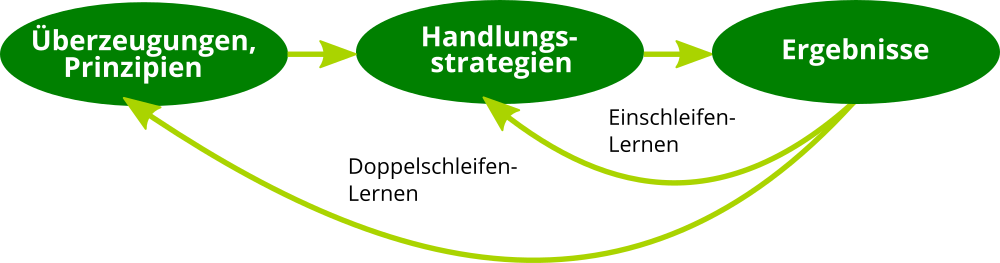 Überzeugungen,
Prinzipien
Handlungs-
strategien
Ergebnisse
Einschleifen-
Lernen
Doppelschleifen-
Lernen